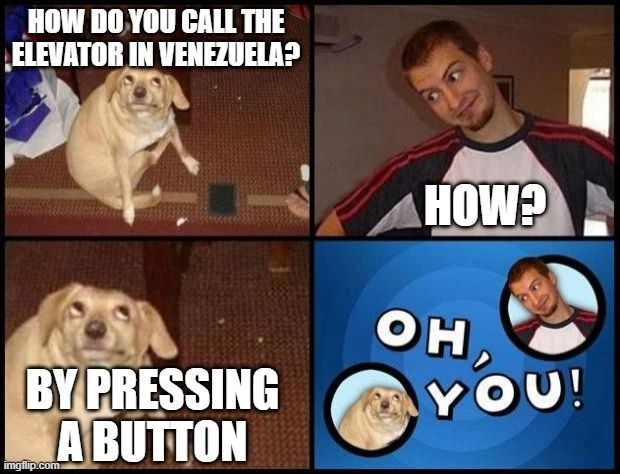 HOW DO YOU CALL THE
ELEVATOR IN VENEZUELA?
HOW?
BY PRESSING
A BUTTON
OH,
YOU!
imgflip.com